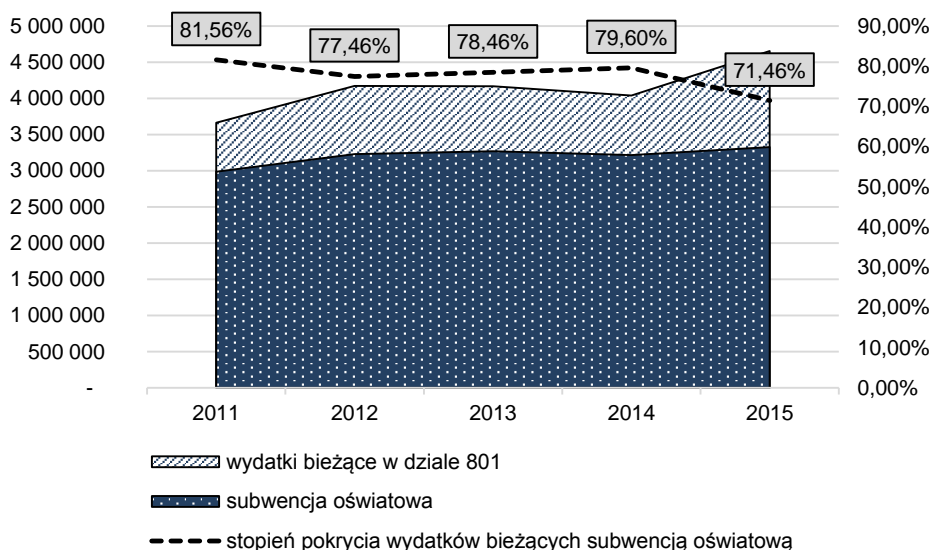 5 000 000
4 500 000
4 000 000
3 500 000
3 000 000
2 500 000
2 000 000
1 500 000
1 000 000
500 000
-
81,56%
77,46%
78,46%
79,60%
71,46%
90,00%
80,00%
70,00%
60,00%
50,00%
40,00%
30,00%
20,00%
10,00%
0,00%
2011 2012 2013 2014 2015
wydatki bieżące w dziale 801
subwencja oświatowa
stopień pokrycia wydatków bieżących subwencją oświatową